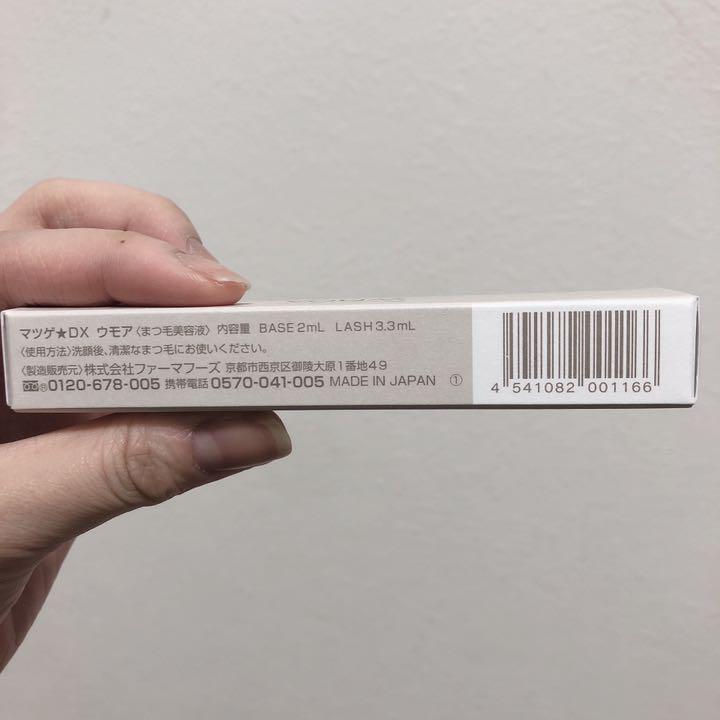 マツゲ★DX ウモア〈まつ毛美容液〉内容量 BASE 2mL LASH 3.3mL
〈使用方法〉洗顔後、清潔なまつ毛にお使いください。
〈製造販売元〉株式会社ファーマフーズ 京都市西京区御陵大原1番地49
0120-678-005 携帯電話 0570-041-005 MADE IN JAPAN ①
4 541082 001166